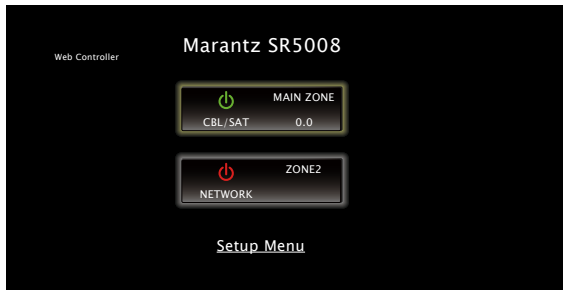 Marantz SR5008
Web Controller
MAIN ZONE
CBL/SAT 0.0
ZONE2
NETWORK
Setup Menu